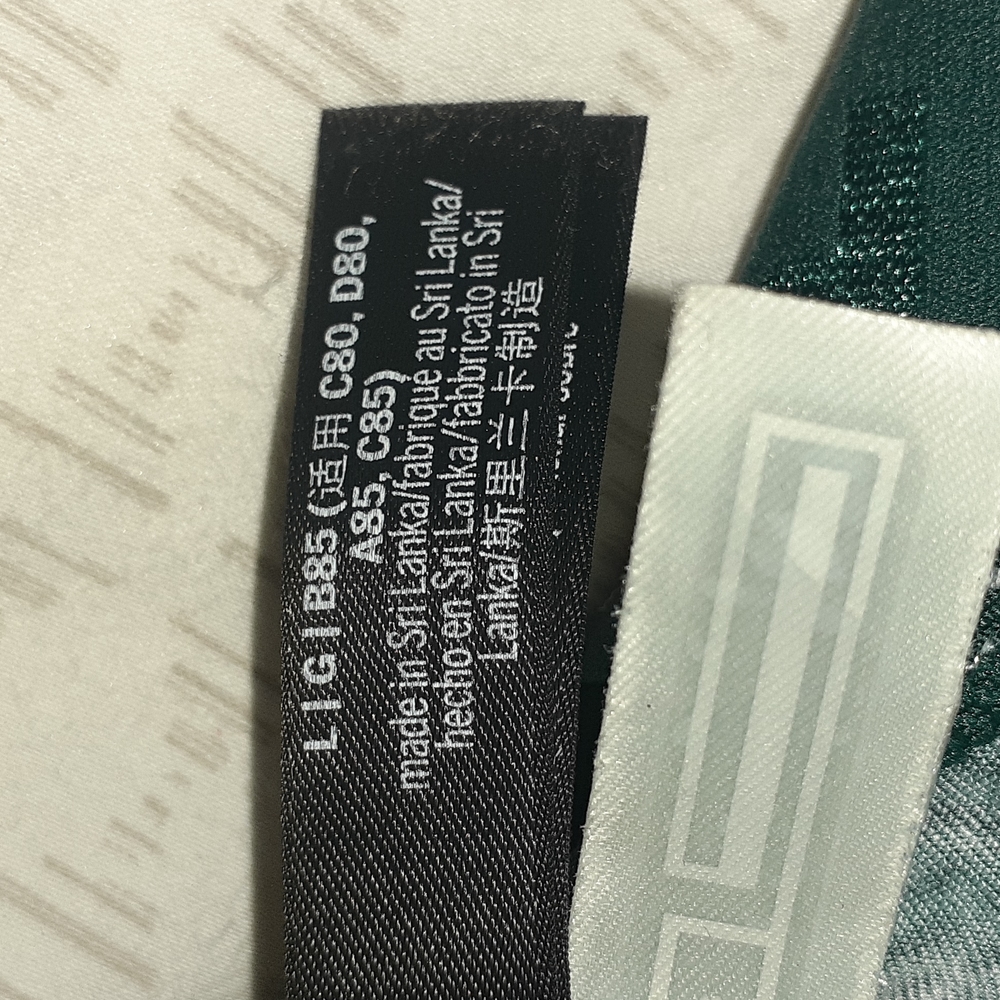 L I G I B85 (适用 C80, D80,
A85, C85)
made in Sri Lanka/fabrique au Sri Lanka/
hecho en Sri Lanka/fabbricato in Sri
Lanka/斯里兰卡制造